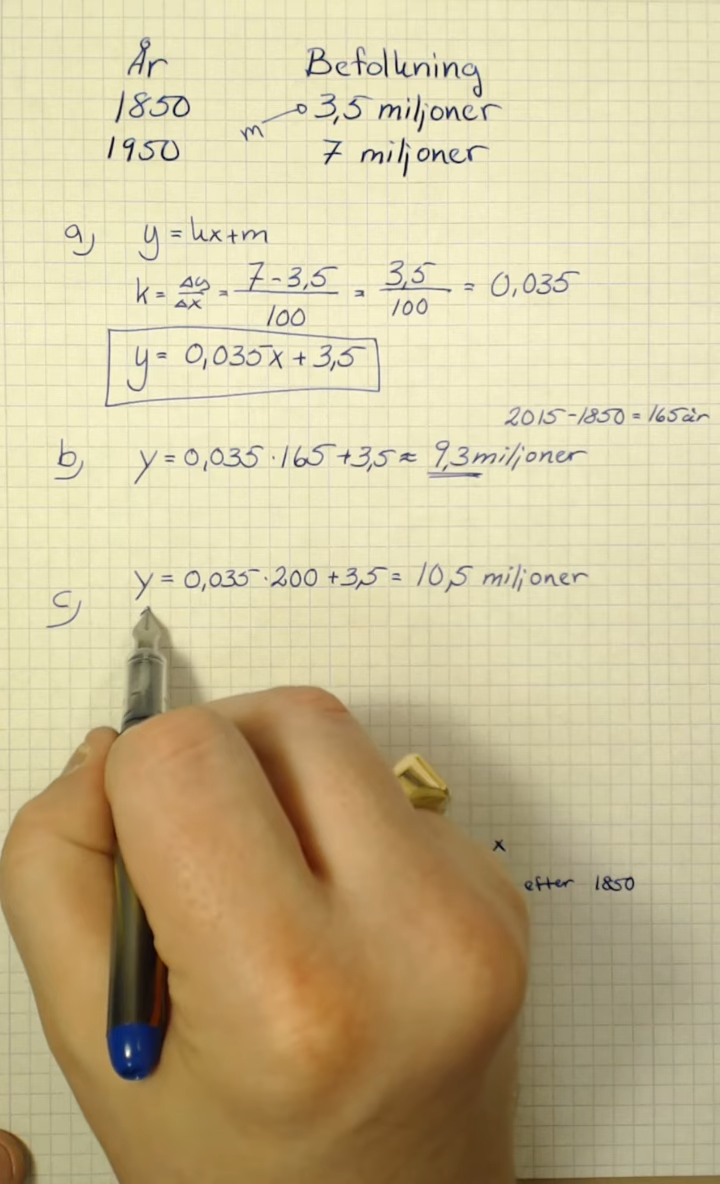 År Befolkning
1850 3,5 miljoner
m
1950 7 miljoner
a) y = kx+m
k = Δy/Δx = 7-3,5/100 = 3,5/100 = 0,035
y = 0,035x + 3,5
2015-1850 = 165 år
b) y = 0,035 · 165 + 3,5 ≈ 9,3 miljoner
c) y = 0,035 · 200 + 3,5 = 10,5 miljoner
x
efter 1850